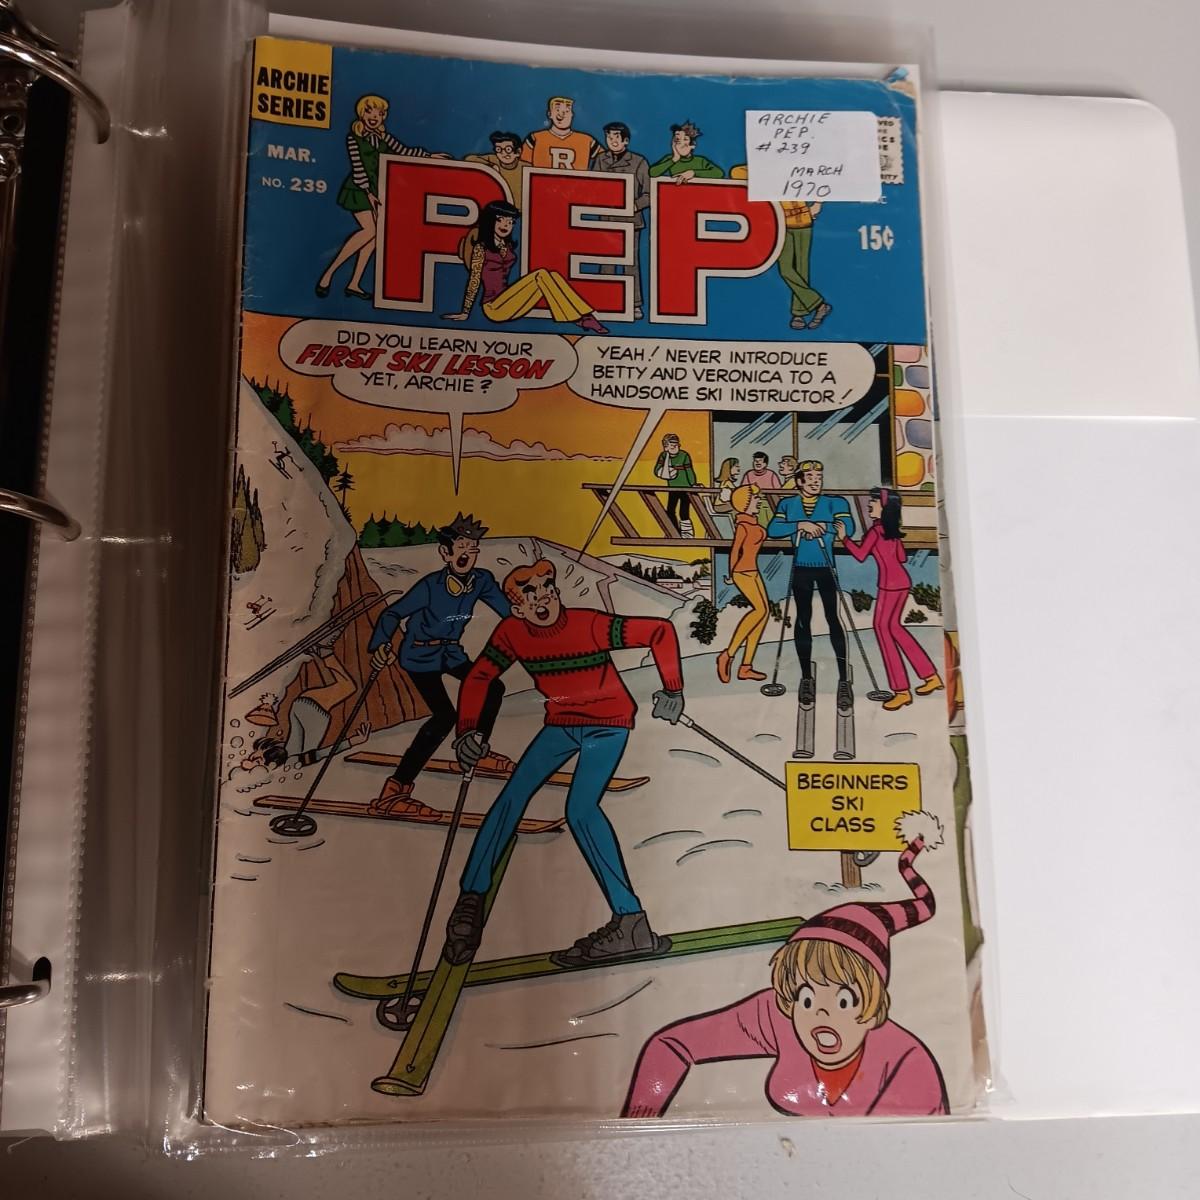 ARCHIE
SERIES
MAR.
NO. 239
R
PEP
ARCHIE
PEP.
# 239
MARCH
1970
15¢
DID YOU LEARN YOUR
FIRST SKI LESSON
YET, ARCHIE?
YEAH! NEVER INTRODUCE
BETTY AND VERONICA TO A
HANDSOME SKI INSTRUCTOR!
BEGINNERS
SKI
CLASS